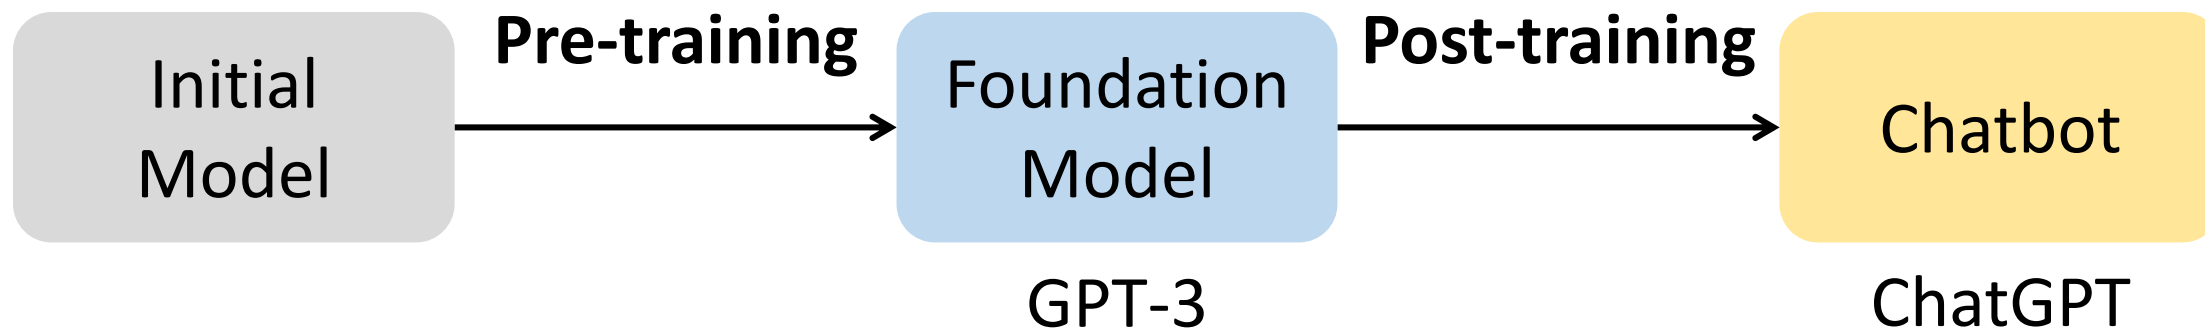 Initial
Model
Pre-training
Foundation
Model
GPT-3
Post-training
Chatbot
ChatGPT